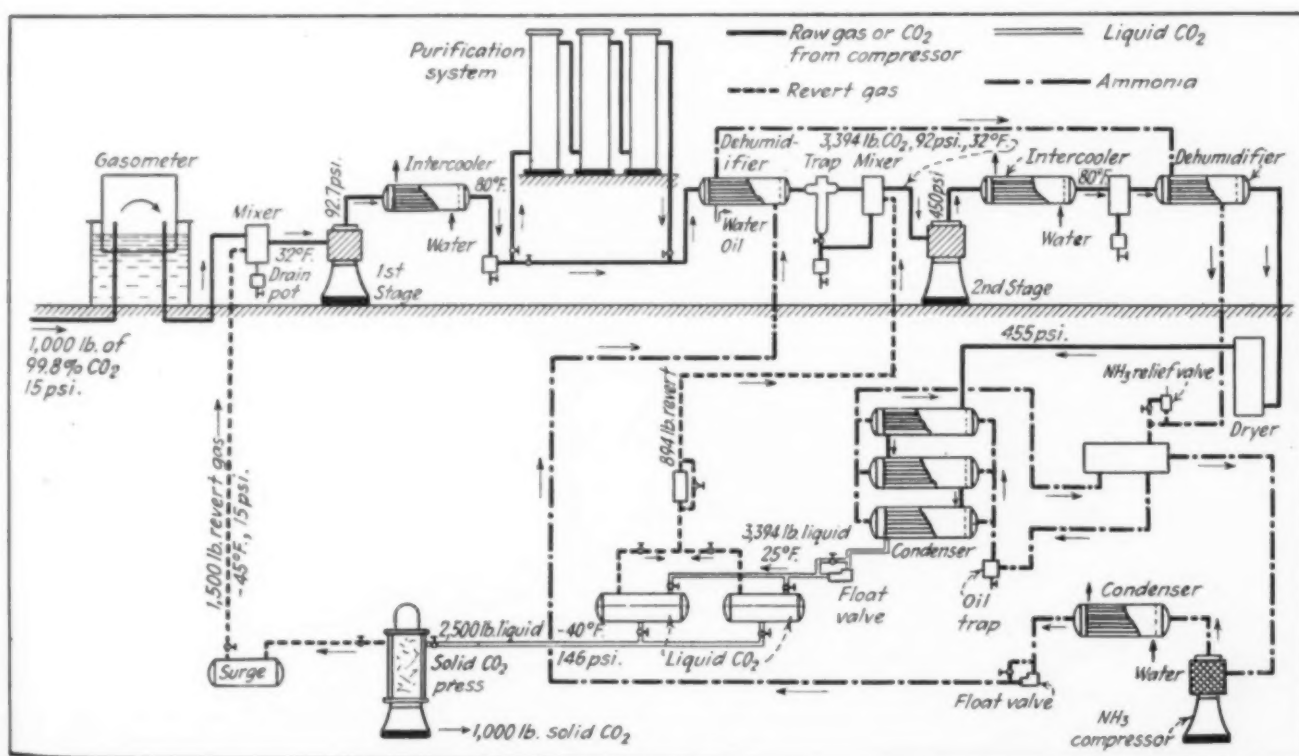 Raw gas or CO₂
from compressor
Liquid CO₂
Revert gas
Ammonia
Purification
system
Gasometer
Mixer
32°F.
Drain
pot
92.7 psi.
1st
Stage
Intercooler
80°F.
Water
Dehumid-
ifier
Water
Oil
Trap
Mixer
3,394 lb. CO₂, 92 psi., 32°F.
450 psi
2nd Stage
Intercooler
80°F.
Water
Dehumidifier
1,000 lb. of
99.8% CO₂
15 psi.
1,500 lb. revert gas
-45°F., 15 psi.
894 lb. revert
455 psi.
NH₃ relief valve
Dryer
3,394 lb. liquid
25°F.
Condenser
Float
valve
Oil
trap
Condenser
Water
Float valve
NH₃
compressor
2,500 lb. liquid
-40°F.
146 psi.
Liquid CO₂
Solid CO₂
press
Surge
1,000 lb. solid CO₂